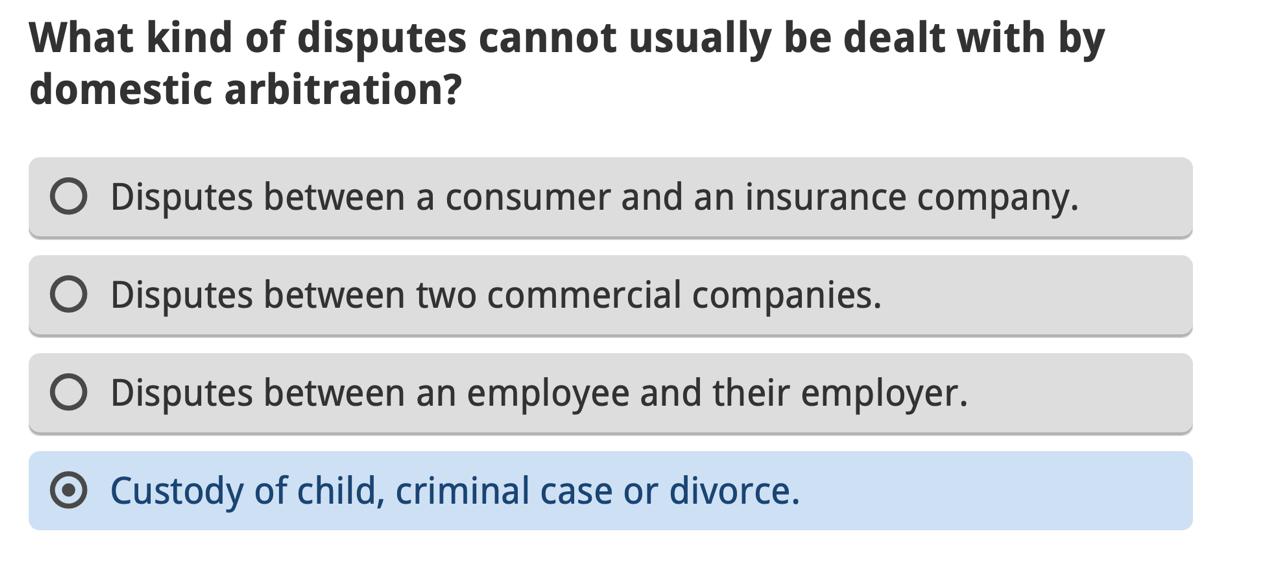 What kind of disputes cannot usually be dealt with by
domestic arbitration?
Disputes between a consumer and an insurance company.
Disputes between two commercial companies.
Disputes between an employee and their employer.
Custody of child, criminal case or divorce.